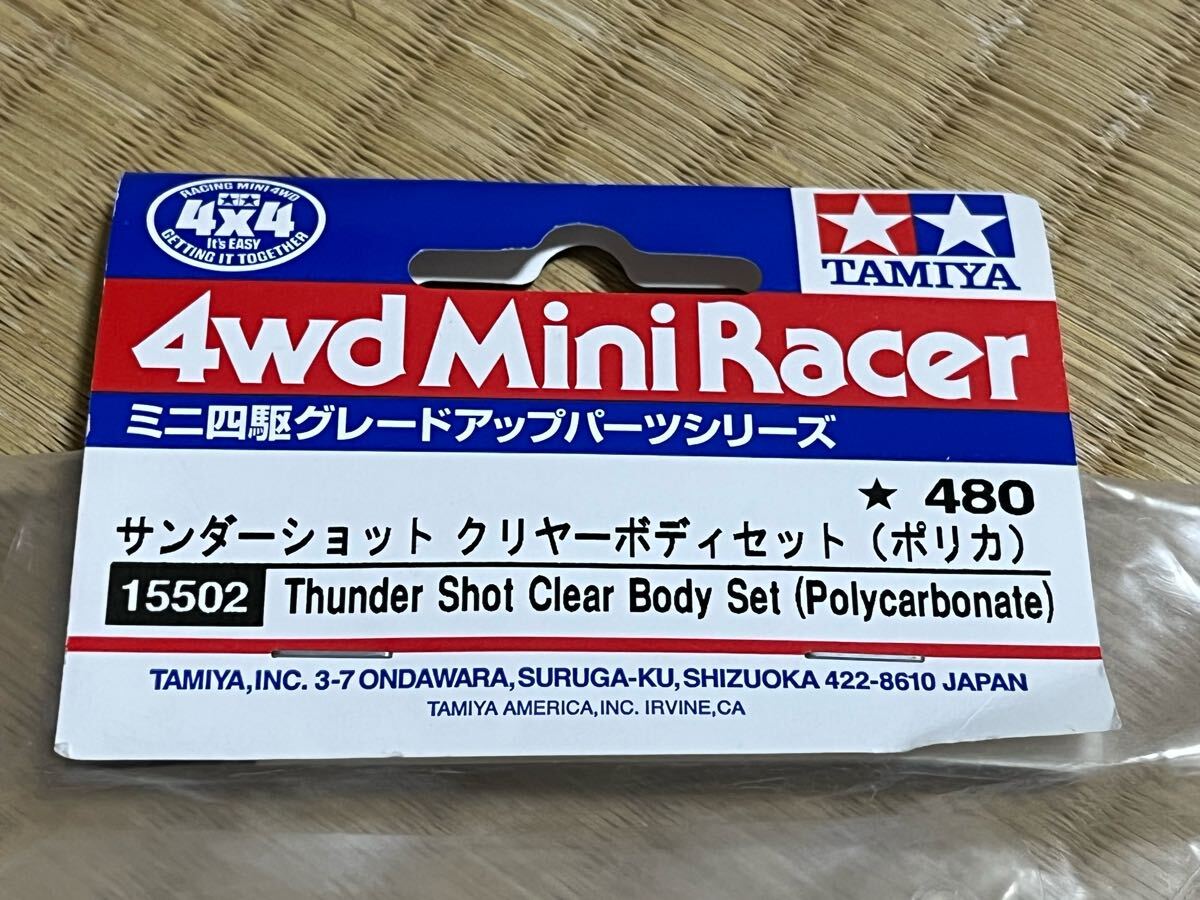 RACING MINI 4WD
4x4
It's EASY
GETTING IT TOGETHER
TAMIYA
4wd Mini Racer
ミニ四駆グレードアップパーツシリーズ
★ 480
サンダーショット クリヤーボディセット（ポリカ）
15502 Thunder Shot Clear Body Set (Polycarbonate)
TAMIYA,INC. 3-7 ONDAWARA,SURUGA-KU,SHIZUOKA 422-8610 JAPAN
TAMIYA AMERICA,INC. IRVINE,CA